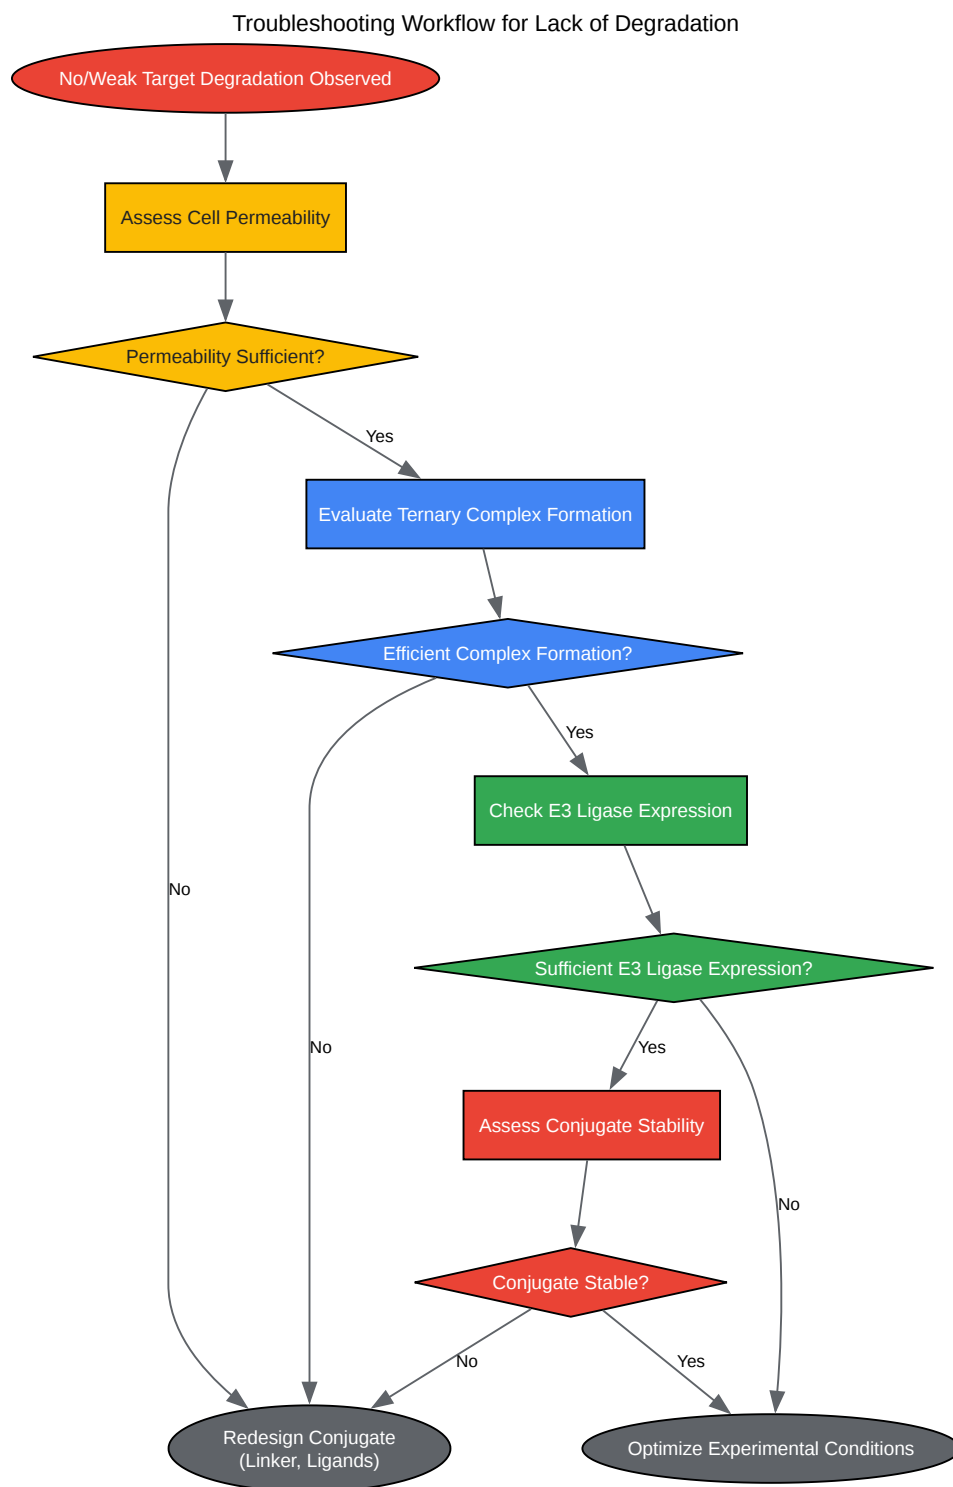 Troubleshooting Workflow for Lack of Degradation
No/Weak Target Degradation Observed
Assess Cell Permeability
Permeability Sufficient?
Yes
Evaluate Ternary Complex Formation
Efficient Complex Formation?
Yes
Check E3 Ligase Expression
No
Sufficient E3 Ligase Expression?
No
Yes
Assess Conjugate Stability
No
Conjugate Stable?
No
Yes
Redesign Conjugate
(Linker, Ligands)
Optimize Experimental Conditions